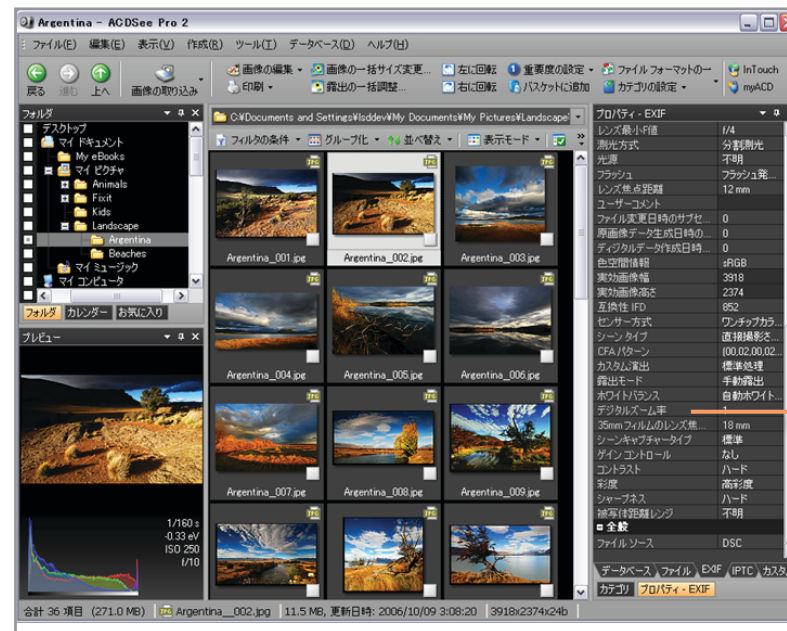 Argentina - ACDSee Pro 2
ファイル(F) 編集(E) 表示(V) 作成(R) ツール(T) データベース(D) ヘルプ(H)
戻る 進む 上へ 画像の取り込み
画像の編集 画像の一括サイズ変更... 左に回転 重要度の設定 ファイル フォーマットの一 InTouch
印刷 露出の一括調整... 右に回転 バスケットに追加 カテゴリの設定 myACD
フォルダ
デスクトップ
マイ ドキュメント
My eBooks
マイ ピクチャ
Animals
Fixit
Kids
Landscape
Argentina
Beaches
マイ ミュージック
マイ コンピュータ
フォルダ カレンダー お気に入り
プレビュー
1/160 s
-0.33 eV
ISO 250
f/10
C:¥Documents and Settings¥lsddev¥My Documents¥My Pictures¥Landscape¥
フィルタの条件 グループ化 並べ替え 表示モード
Argentina_001.jpg Argentina_002.jpg Argentina_003.jpg
Argentina_004.jpg Argentina_005.jpg Argentina_006.jpg
Argentina_007.jpg Argentina_008.jpg Argentina_009.jpg
プロパティ - EXIF
レンズ最小F値 f/4
測光方式 分割測光
光源 不明
フラッシュ フラッシュ発...
レンズ焦点距離 12 mm
ユーザーコメント
ファイル変更日時のサブセ... 0
原画像データ生成日時の... 0
ディジタルデータ作成日時... 0
色空間情報 sRGB
実効画像幅 3918
実効画像高さ 2374
互換性 IFD 852
センサー方式 ワンチップカラ...
シーンタイプ 直接撮影さ...
CFA パターン (00,02,00,02...
カスタム演出 標準処理
露出モード 手動露出
ホワイトバランス 自動ホワイト...
デジタルズーム率 1
35mm フィルムのレンズ焦... 18 mm
シーンキャプチャータイプ 標準
ゲイン コントロール なし
コントラスト ハード
彩度 高彩度
シャープネス ハード
被写体距離レンジ 不明
全般
ファイル ソース DSC
データベース ファイル EXIF IPTC カスタ
カテゴリ プロパティ - EXIF
合計 36 項目 (271.0 MB) Argentina__002.jpg 11.5 MB, 更新日時: 2006/10/09 3:08:20 3918x2374x24b